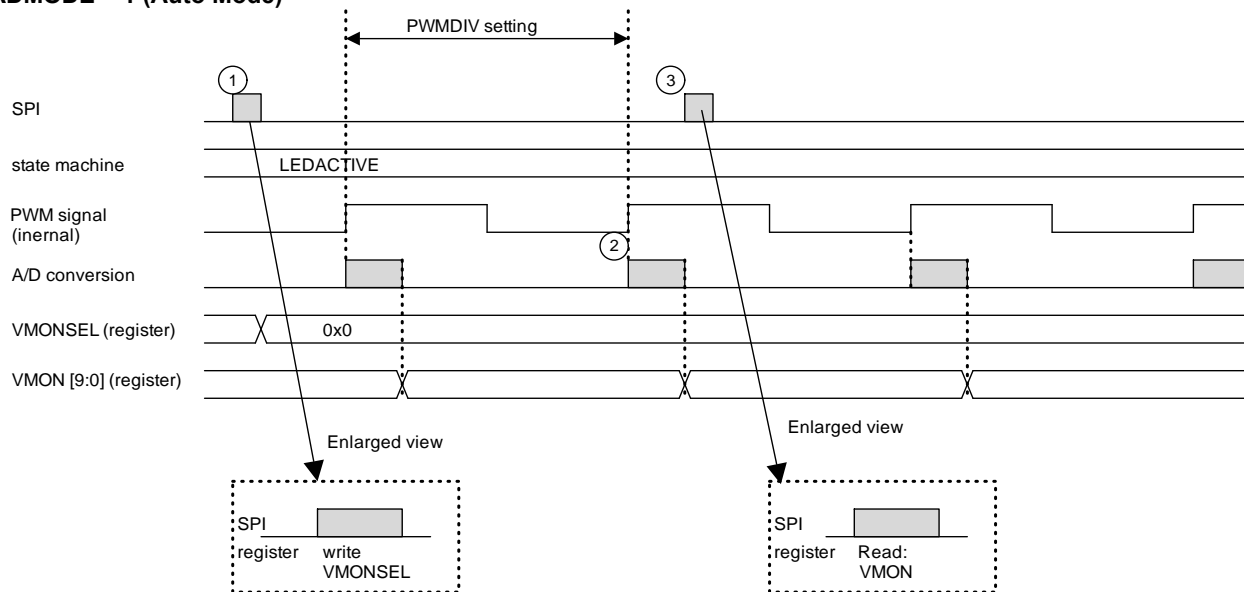 ADMODE = 1 (Auto Mode)
PWMDIV setting
1
3
SPI
state machine
LEDACTIVE
PWM signal
(inernal)
2
A/D conversion
VMONSEL (register)
0x0
VMON [9:0] (register)
Enlarged view
Enlarged view
SPI
register
write
VMONSEL
SPI
register
Read:
VMON